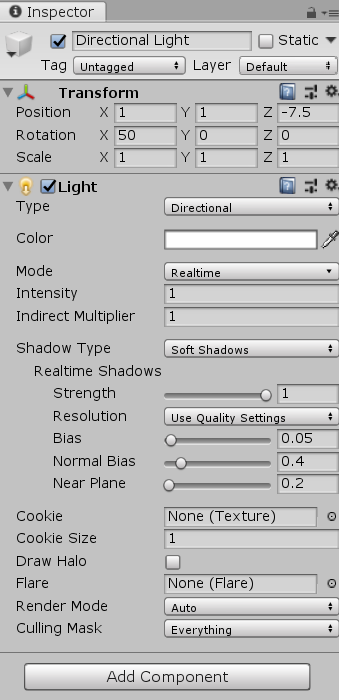 Inspector
Directional Light Static
Tag Untagged Layer Default
Transform
Position X 1 Y 1 Z -7.5
Rotation X 50 Y 0 Z 0
Scale X 1 Y 1 Z 1
Light
Type Directional
Color
Mode Realtime
Intensity 1
Indirect Multiplier 1
Shadow Type Soft Shadows
Realtime Shadows
Strength 1
Resolution Use Quality Settings
Bias 0.05
Normal Bias 0.4
Near Plane 0.2
Cookie None (Texture)
Cookie Size 1
Draw Halo
Flare None (Flare)
Render Mode Auto
Culling Mask Everything
Add Component